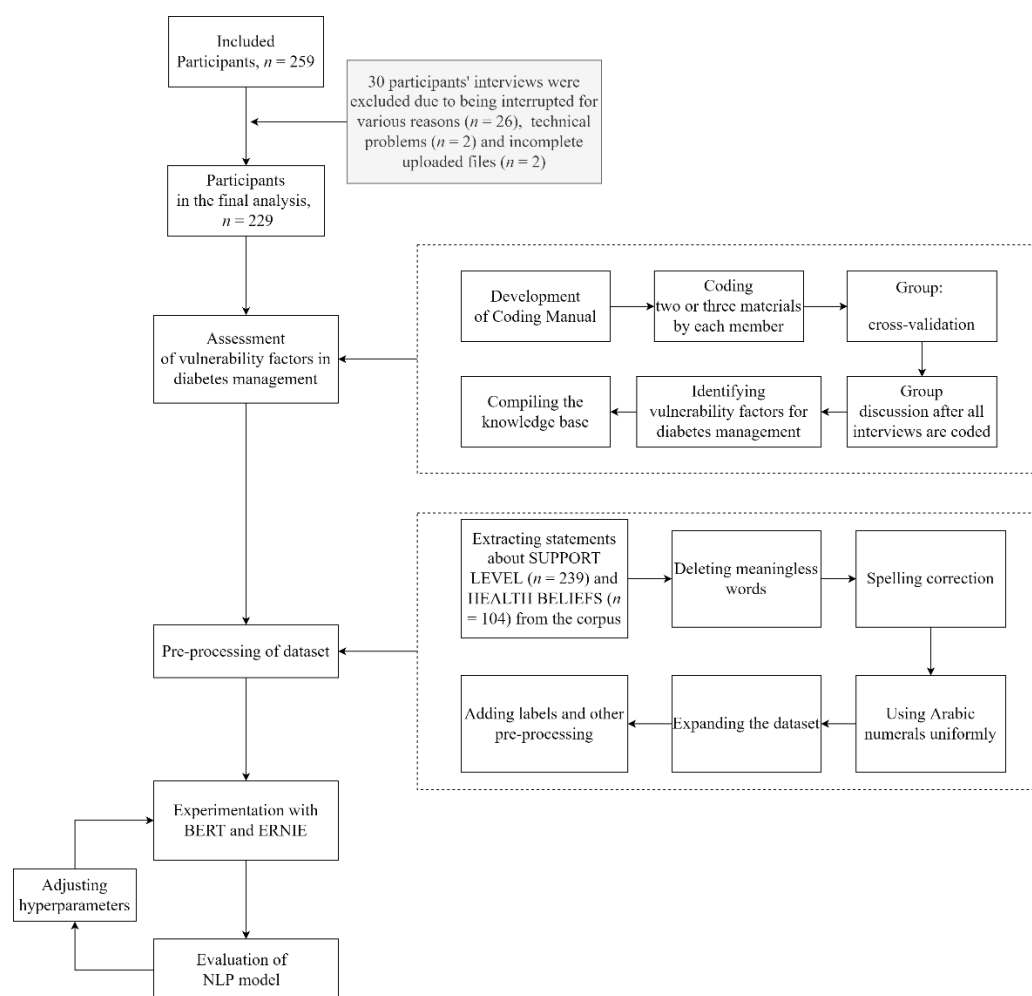 Included
Participants, n = 259
30 participants' interviews were
excluded due to being interrupted for
various reasons (n = 26), technical
problems (n = 2) and incomplete
uploaded files (n = 2)
Participants
in the final analysis,
n = 229
Assessment
of vulnerability factors in
diabetes management
Development
of Coding Manual
Coding
two or three materials
by each member
Group:
cross-validation
Group
discussion after all
interviews are coded
Identifying
vulnerability factors for
diabetes management
Compiling the
knowledge base
Pre-processing of dataset
Extracting statements
about SUPPORT
LEVEL (n = 239) and
HEALTH BELIEFS (n
= 104) from the corpus
Deleting meaningless
words
Spelling correction
Using Arabic
numerals uniformly
Expanding the dataset
Adding labels and other
pre-processing
Experimentation with
BERT and ERNIE
Adjusting
hyperparameters
Evaluation of
NLP model